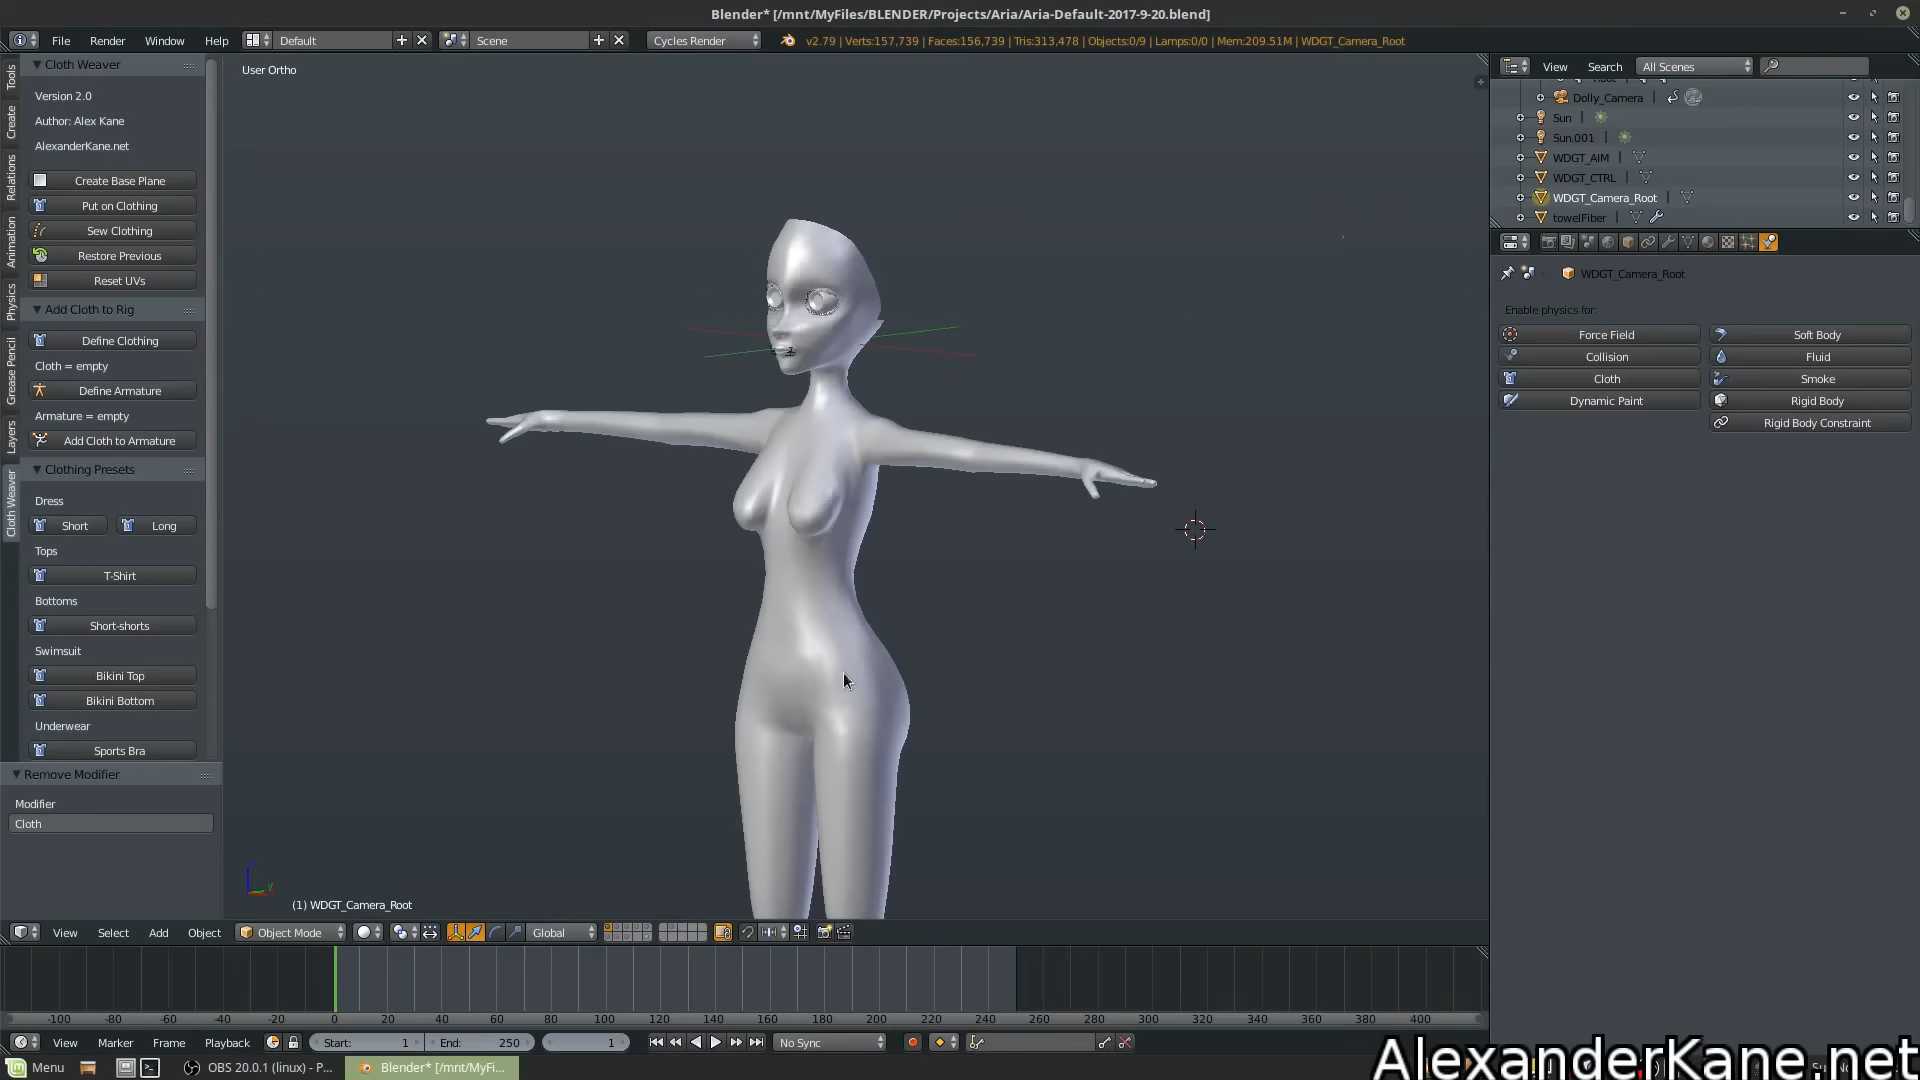 Blender* [/mnt/MyFiles/BLENDER/Projects/Aria/Aria-Default-2017-9-20.blend]
File Render Window Help Default Scene Cycles Render v2.79 | Verts:157,739 | Faces:156,739 | Tris:313,478 | Objects:0/9 | Lamps:0/0 | Mem:209.51M | WDGT_Camera_Root
Tools
Create
Relations
Animation
Physics
Grease Pencil
Layers
Cloth Weaver
Cloth Weaver
Version 2.0
Author: Alex Kane
AlexanderKane.net
Create Base Plane
Put on Clothing
Sew Clothing
Restore Previous
Reset UVs
Add Cloth to Rig
Define Clothing
Cloth = empty
Define Armature
Armature = empty
Add Cloth to Armature
Clothing Presets
Dress
Short Long
Tops
T-Shirt
Bottoms
Short-shorts
Swimsuit
Bikini Top
Bikini Bottom
Underwear
Sports Bra
Remove Modifier
Modifier
Cloth
User Ortho
(1) WDGT_Camera_Root
View Search All Scenes
Dolly_Camera
Sun
Sun.001
WDGT_AIM
WDGT_CTRL
WDGT_Camera_Root
towelFiber
WDGT_Camera_Root
Enable physics for:
Force Field Soft Body
Collision Fluid
Cloth Smoke
Dynamic Paint Rigid Body
Rigid Body Constraint
View Select Add Object Object Mode Global
-100 -80 -60 -40 -20 0 20 40 60 80 100 120 140 160 180 200 220 240 260 280 300 320 340 360 380 400
View Marker Frame Playback Start: 1 End: 250 1 No Sync
Menu OBS 20.0.1 (linux) - P... Blender* [/mnt/MyFi...
AlexanderKane.net